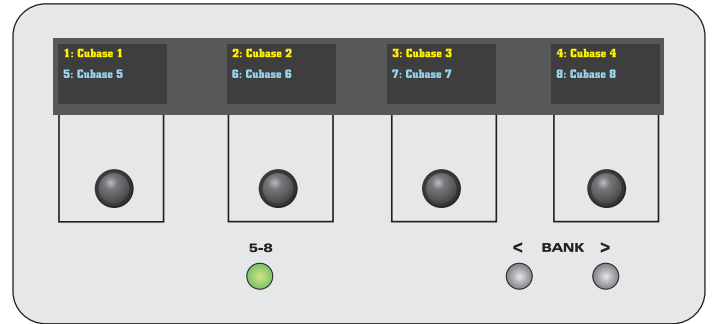 1: Cubase 1 2: Cubase 2 3: Cubase 3 4: Cubase 4
5: Cubase 5 6: Cubase 6 7: Cubase 7 8: Cubase 8
5-8 < BANK >